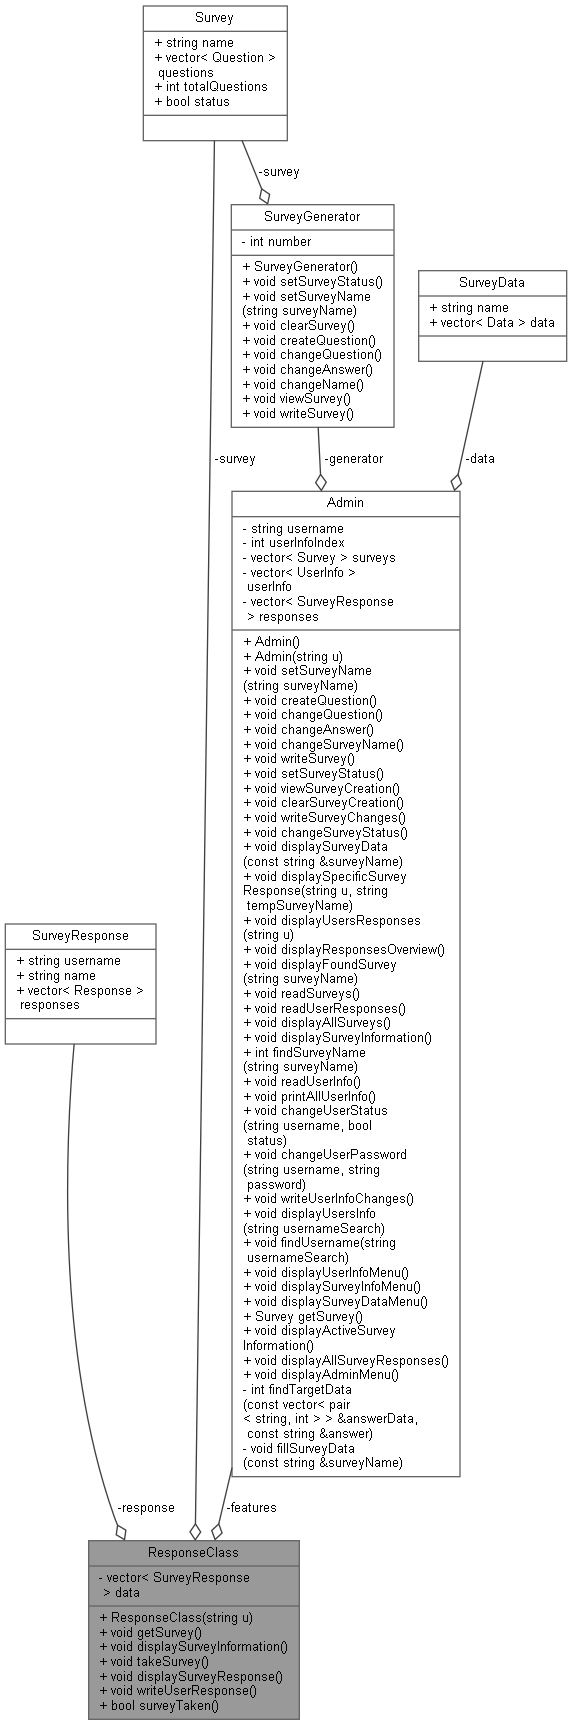 Survey
+ string name
+ vector< Question >
questions
+ int totalQuestions
+ bool status
-survey
SurveyGenerator
- int number
+ SurveyGenerator()
+ void setSurveyStatus()
+ void setSurveyName
(string surveyName)
+ void clearSurvey()
+ void createQuestion()
+ void changeQuestion()
+ void changeAnswer()
+ void changeName()
+ void viewSurvey()
+ void writeSurvey()
SurveyData
+ string name
+ vector< Data > data
-survey
-generator
-data
Admin
- string username
- int userInfoIndex
- vector< Survey > surveys
- vector< UserInfo >
userInfo
- vector< SurveyResponse
> responses
+ Admin()
+ Admin(string u)
+ void setSurveyName
(string surveyName)
+ void createQuestion()
+ void changeQuestion()
+ void changeAnswer()
+ void changeSurveyName()
+ void writeSurvey()
+ void setSurveyStatus()
+ void viewSurveyCreation()
+ void clearSurveyCreation()
+ void writeSurveyChanges()
+ void changeSurveyStatus()
+ void displaySurveyData
(const string &surveyName)
+ void displaySpecificSurvey
Response(string u, string
tempSurveyName)
+ void displayUsersResponses
(string u)
+ void displayResponsesOverview()
+ void displayFoundSurvey
(string surveyName)
+ void readSurveys()
+ void readUserResponses()
+ void displayAllSurveys()
+ void displaySurveyInformation()
+ int findSurveyName
(string surveyName)
+ void readUserInfo()
+ void printAllUserInfo()
+ void changeUserStatus
(string username, bool
status)
+ void changeUserPassword
(string username, string
password)
+ void writeUserInfoChanges()
+ void displayUsersInfo
(string usernameSearch)
+ void findUsername(string
usernameSearch)
+ void displayUserInfoMenu()
+ void displaySurveyInfoMenu()
+ void displaySurveyDataMenu()
+ Survey getSurvey()
+ void displayActiveSurvey
Information()
+ void displayAllSurveyResponses()
+ void displayAdminMenu()
- int findTargetData
(const vector< pair
< string, int > > &answerData,
const string &answer)
- void fillSurveyData
(const string &surveyName)
SurveyResponse
+ string username
+ string name
+ vector< Response >
responses
-response
-features
ResponseClass
- vector< SurveyResponse
> data
+ ResponseClass(string u)
+ void getSurvey()
+ void displaySurveyInformation()
+ void takeSurvey()
+ void displaySurveyResponse()
+ void writeUserResponse()
+ bool surveyTaken()